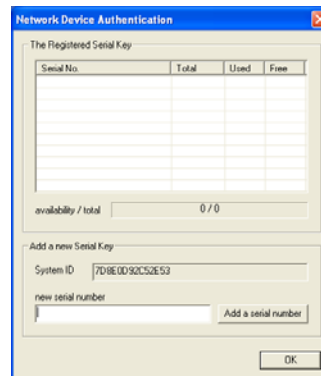 Network Device Authentication
The Registered Serial Key
Serial No. Total Used Free
availability / total 0 / 0
Add a new Serial Key
System ID 7D8E0D92C52E53
new serial number
Add a serial number
OK